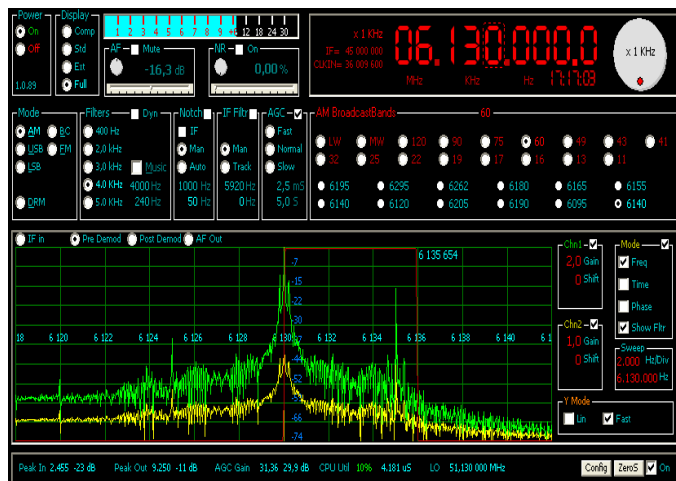 Power Display
On Comp
Off Std
Ext
1.0.89 Full
1 2 3 4 5 6 7 8 9 +6 12 18 24 30
AF Mute NR On
-16,3 dB 0,00 %
x 1 KHz
IF= 45 000 000
CLKIN= 36 009 600
06.130.000.0
MHz KHz Hz 17:17:09
x 1 KHz
Mode Filters Dyn Notch IF Filtr AGC
AM BC 400 Hz IF Fast
USB FM 2,0 kHz Man Man Normal
LSB 3,0 kHz Music Auto Track Slow
4.0 KHz 4000 Hz 1000 Hz 5920 Hz 2,5 mS
DRM 5.0 KHz 240 Hz 50 Hz 0 Hz 5,0 S
AM BroadcastBands 60
LW MW 120 90 75 60 49 43 41
32 25 22 19 17 16 13 11
6195 6295 6262 6180 6165 6155
6140 6120 6205 6190 6095 6140
IF in Pre Demod Post Demod AF Out
6 135 654
-7
-15
-22
-30
-37
18 6 120 6 122 6 124 6 126 6 128 6 130 6 132 6 134 6 136 6 138 6 140 6 1
-44
-52
-59
-66
-74
Chn1
2,0 Gain
0 Shift
Chn2
1,0 Gain
0 Shift
Mode
Freq
Time
Phase
Show Fltr
Sweep
2.000 Hz/Div
6.130.000 Hz
Y Mode
Lin Fast
Peak In 2.455 -23 dB Peak Out 9.250 -11 dB AGC Gain 31,36 29,9 dB CPU Util 10% 4.181 uS LO 51,130 000 MHz Config ZeroS On